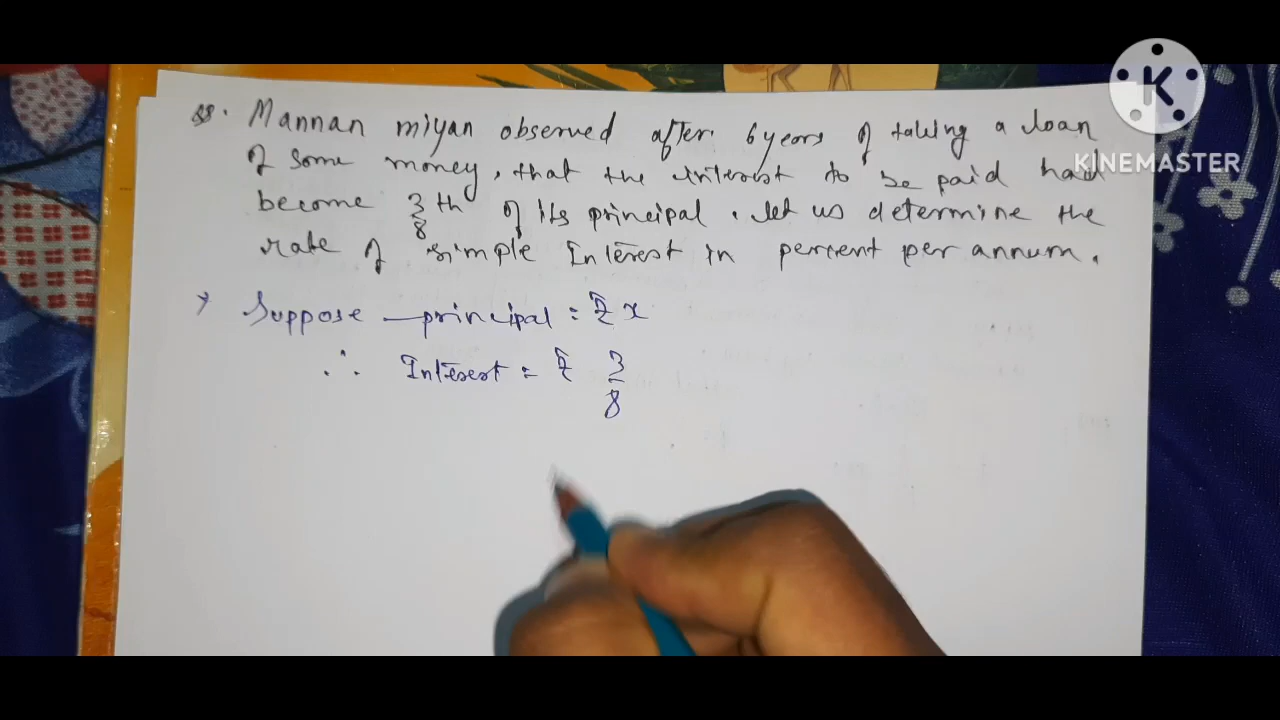 Q. Mannan miyan observed after 6 years of taking a loan
of some money, that the interest to be paid had
become 3/8 th of its principal. let us determine the
rate of simple Interest in percent per annum.
Suppose principal = ₹ x
∴ Interest = ₹ 3/8
K
KINEMASTER